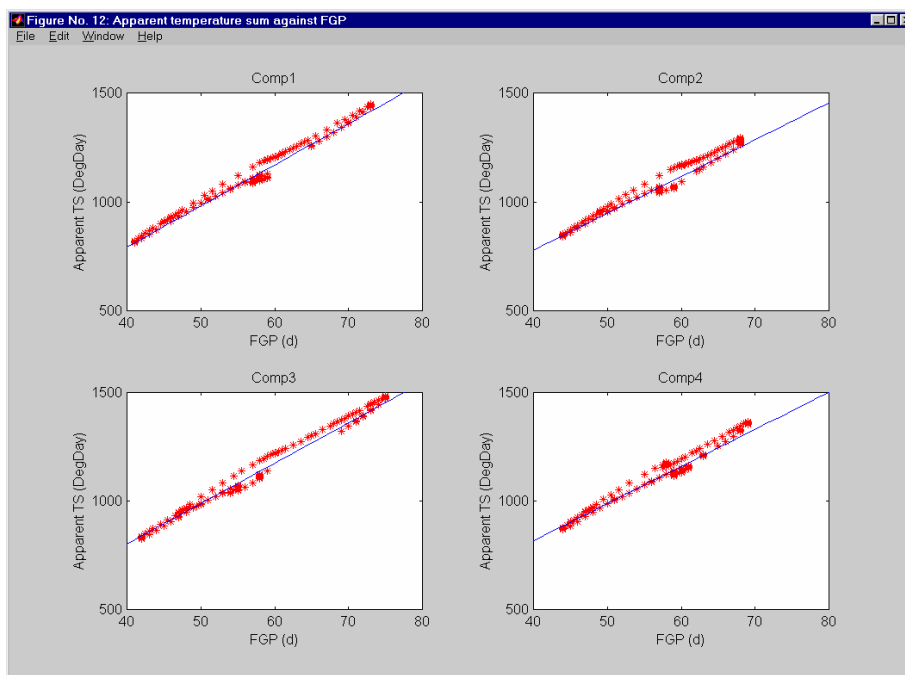 Figure No. 12: Apparent temperature sum against FGP
File Edit Window Help
Comp1
1500
1000
500
Apparent TS (DegDay)
40 50 60 70 80
FGP (d)
Comp2
1500
1000
500
Apparent TS (DegDay)
40 50 60 70 80
FGP (d)
Comp3
1500
1000
500
Apparent TS (DegDay)
40 50 60 70 80
FGP (d)
Comp4
1500
1000
500
Apparent TS (DegDay)
40 50 60 70 80
FGP (d)